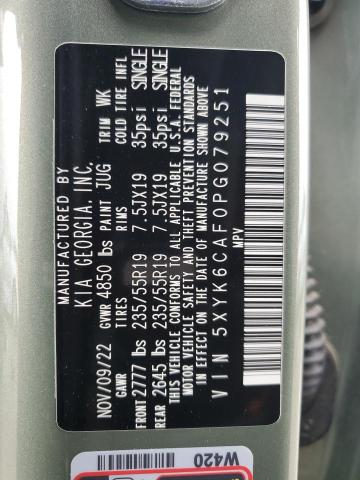 MANUFACTURED BY
KIA GEORGIA, INC.
NOV/09/22 GVWR 4850 lbs PAINT JUG TRIM WK
GAWR TIRES RIMS COLD TIRE INFL
FRONT 2777 lbs 235/55R19 7.5JX19 35psi SINGLE
REAR 2645 lbs 235/55R19 7.5JX19 35psi SINGLE
THIS VEHICLE CONFORMS TO ALL APPLICABLE U.S.A. FEDERAL
MOTOR VEHICLE SAFETY AND THEFT PREVENTION STANDARDS
IN EFFECT ON THE DATE OF MANUFACTURE SHOWN ABOVE
VIN 5XYK6CAF0PG079251
MPV
W420